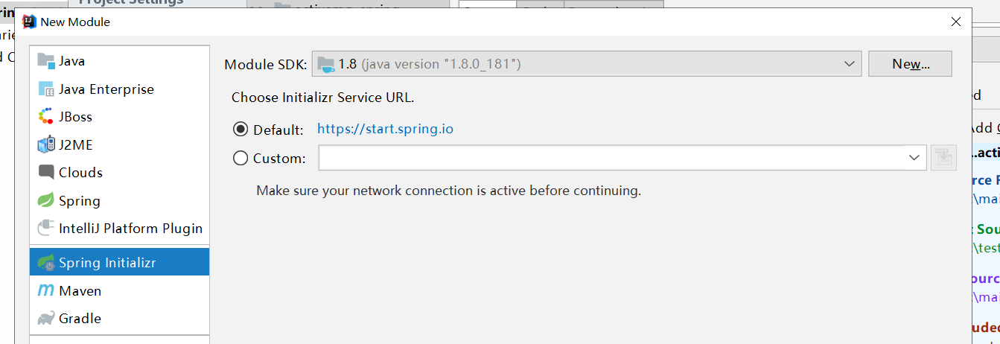 Project Settings
New Module
Java
Java Enterprise
JBoss
J2ME
Clouds
Spring
IntelliJ Platform Plugin
Spring Initializr
Maven
Gradle
Module SDK: 1.8 (java version "1.8.0_181") New...
Choose Initializr Service URL.
Default: https://start.spring.io
Custom:
Make sure your network connection is active before continuing.